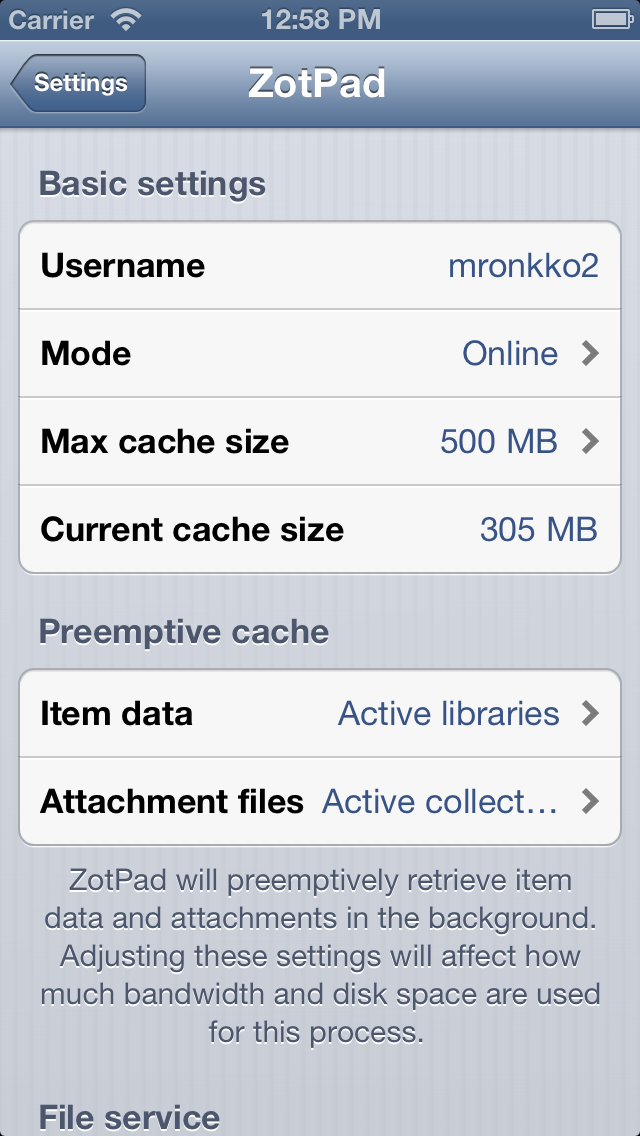 Carrier 12:58 PM
Settings ZotPad
Basic settings
Username mronkko2
Mode Online
Max cache size 500 MB
Current cache size 305 MB
Preemptive cache
Item data Active libraries
Attachment files Active collect…
ZotPad will preemptively retrieve item
data and attachments in the background.
Adjusting these settings will affect how
much bandwidth and disk space are used
for this process.
File service